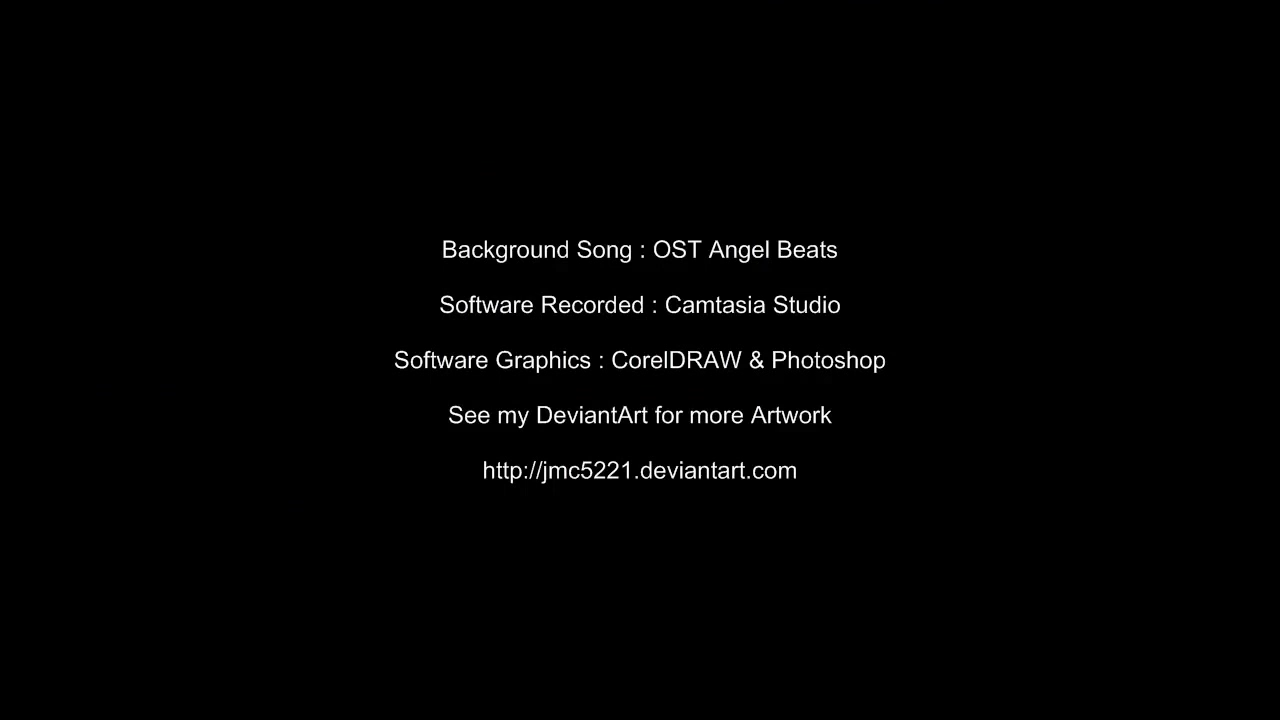 Background Song : OST Angel Beats
Software Recorded : Camtasia Studio
Software Graphics : CorelDRAW & Photoshop
See my DeviantArt for more Artwork
http://jmc5221.deviantart.com